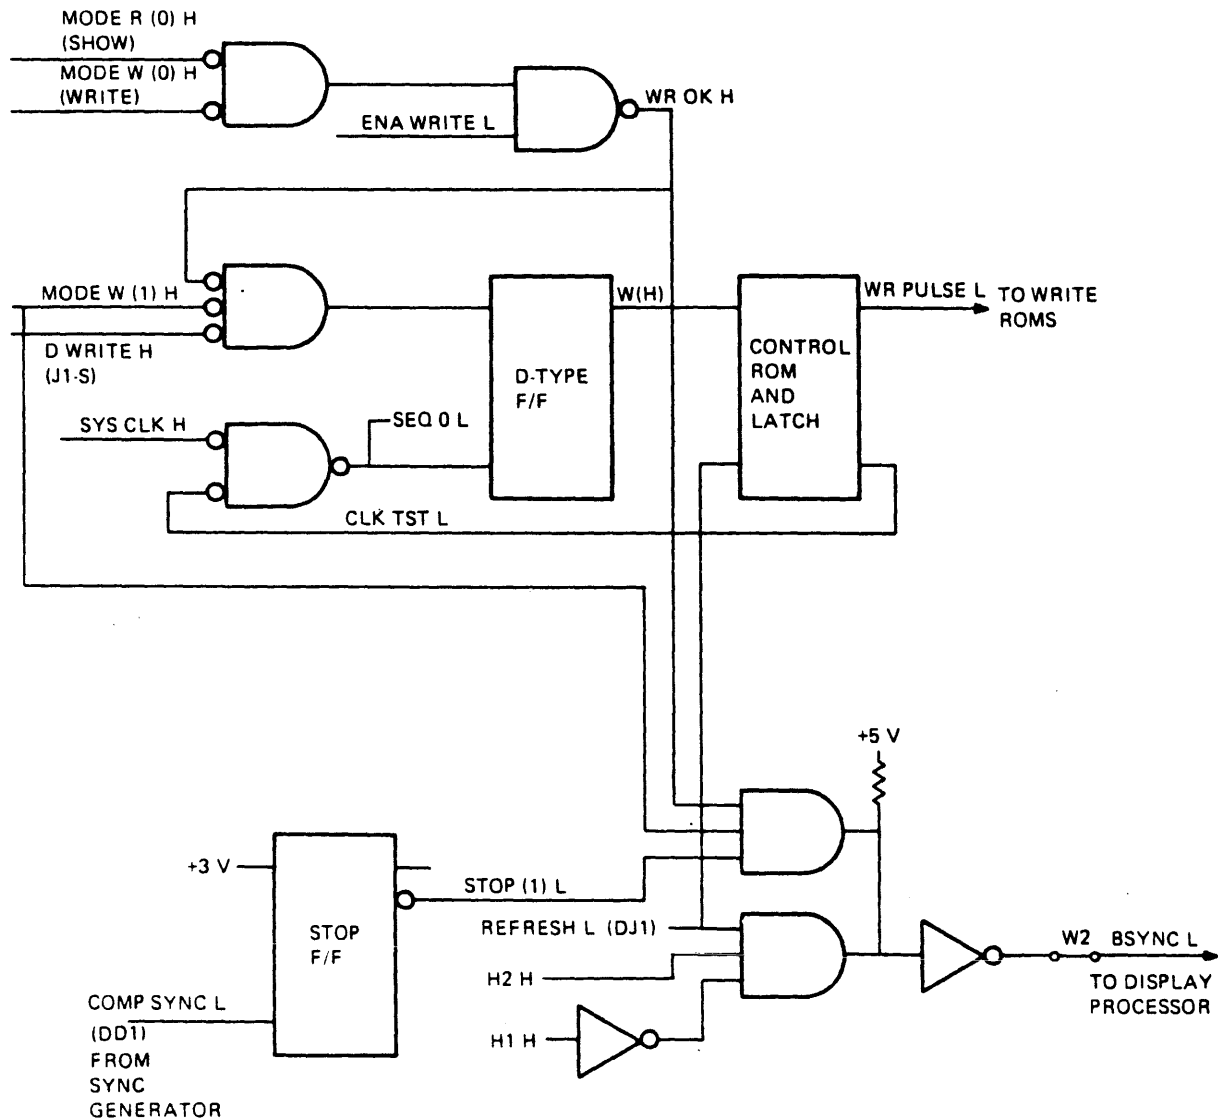 MODE R (0) H
(SHOW)
MODE W (0) H
(WRITE)
ENA WRITE L
WR OK H
MODE W (1) H
D WRITE H
(J1-S)
W(H)
WR PULSE L
TO WRITE
ROMS
D-TYPE
F/F
CONTROL
ROM
AND
LATCH
SYS CLK H
SEQ 0 L
CLK TST L
+5 V
+3 V
STOP (1) L
STOP
F/F
REFRESH L (DJ1)
H2 H
H1 H
W2
BSYNC L
TO DISPLAY
PROCESSOR
COMP SYNC L
(DD1)
FROM
SYNC
GENERATOR